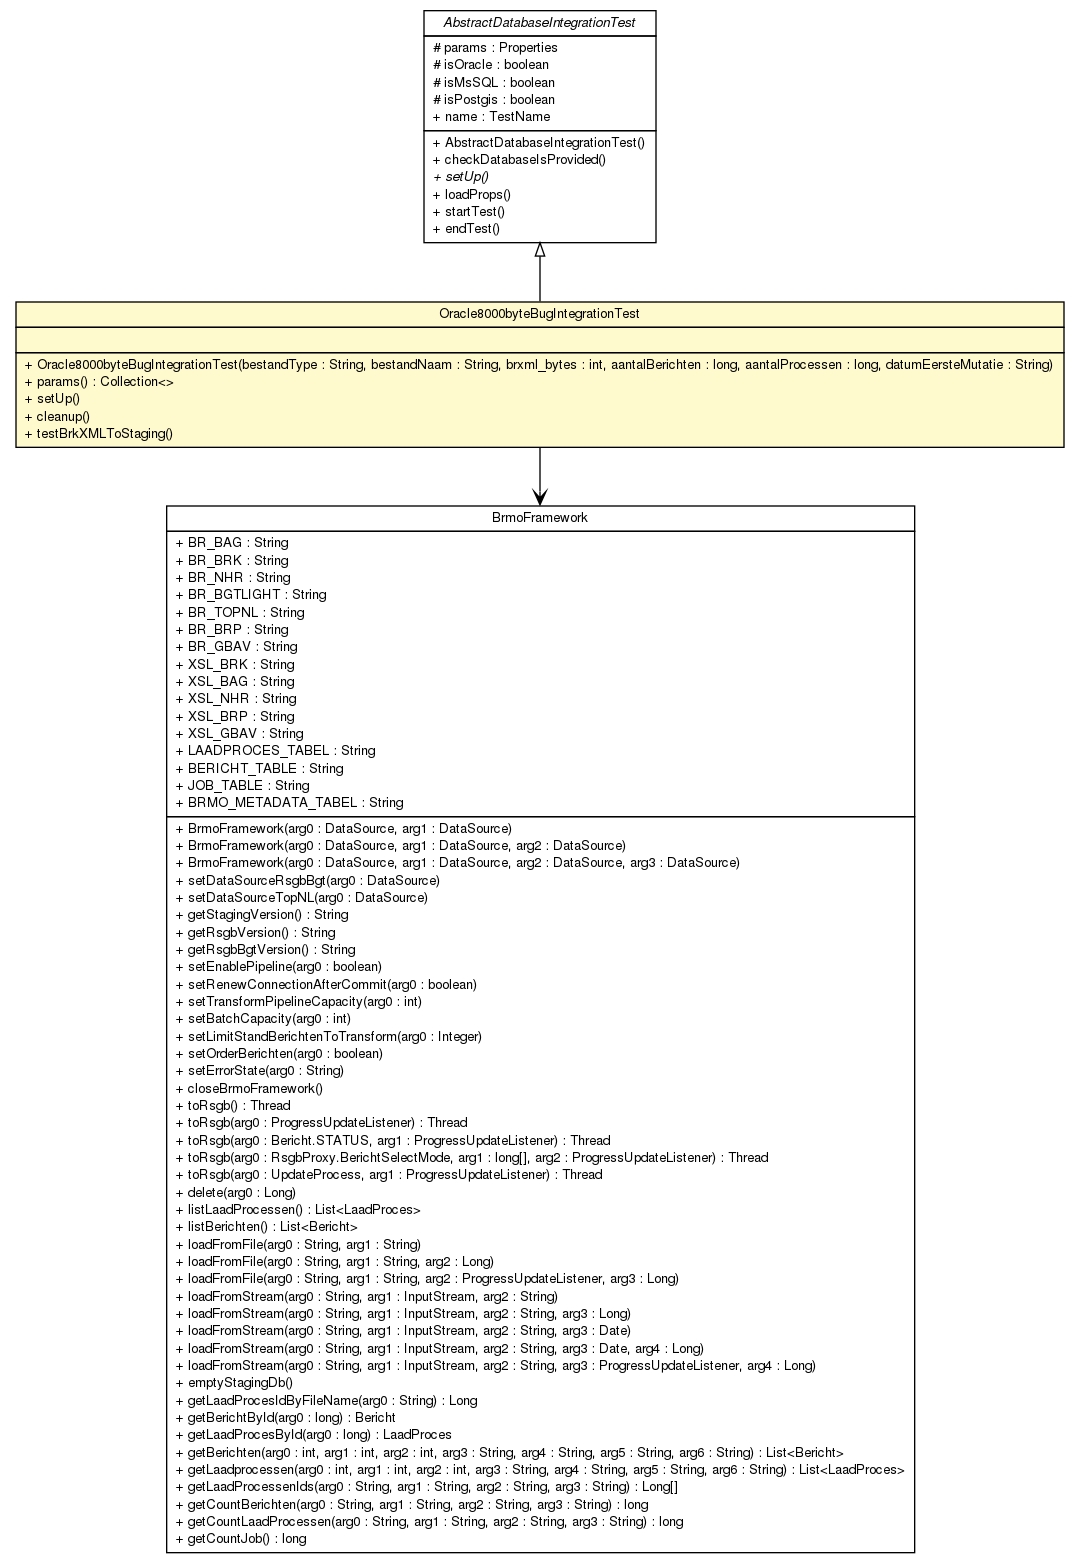 AbstractDatabaseIntegrationTest
# params : Properties
# isOracle : boolean
# isMsSQL : boolean
# isPostgis : boolean
+ name : TestName
+ AbstractDatabaseIntegrationTest()
+ checkDatabaseIsProvided()
+ setUp()
+ loadProps()
+ startTest()
+ endTest()
Oracle8000byteBugIntegrationTest
+ Oracle8000byteBugIntegrationTest(bestandType : String, bestandNaam : String, brxml_bytes : int, aantalBerichten : long, aantalProcessen : long, datumEersteMutatie : String)
+ params() : Collection<>
+ setUp()
+ cleanup()
+ testBrkXMLToStaging()
BrmoFramework
+ BR_BAG : String
+ BR_BRK : String
+ BR_NHR : String
+ BR_BGTLIGHT : String
+ BR_TOPNL : String
+ BR_BRP : String
+ BR_GBAV : String
+ XSL_BRK : String
+ XSL_BAG : String
+ XSL_NHR : String
+ XSL_BRP : String
+ XSL_GBAV : String
+ LAADPROCES_TABEL : String
+ BERICHT_TABLE : String
+ JOB_TABLE : String
+ BRMO_METADATA_TABEL : String
+ BrmoFramework(arg0 : DataSource, arg1 : DataSource)
+ BrmoFramework(arg0 : DataSource, arg1 : DataSource, arg2 : DataSource)
+ BrmoFramework(arg0 : DataSource, arg1 : DataSource, arg2 : DataSource, arg3 : DataSource)
+ setDataSourceRsgbBgt(arg0 : DataSource)
+ setDataSourceTopNL(arg0 : DataSource)
+ getStagingVersion() : String
+ getRsgbVersion() : String
+ getRsgbBgtVersion() : String
+ setEnablePipeline(arg0 : boolean)
+ setRenewConnectionAfterCommit(arg0 : boolean)
+ setTransformPipelineCapacity(arg0 : int)
+ setBatchCapacity(arg0 : int)
+ setLimitStandBerichtenToTransform(arg0 : Integer)
+ setOrderBerichten(arg0 : boolean)
+ setErrorState(arg0 : String)
+ closeBrmoFramework()
+ toRsgb() : Thread
+ toRsgb(arg0 : ProgressUpdateListener) : Thread
+ toRsgb(arg0 : Bericht.STATUS, arg1 : ProgressUpdateListener) : Thread
+ toRsgb(arg0 : RsgbProxy.BerichtSelectMode, arg1 : long[], arg2 : ProgressUpdateListener) : Thread
+ toRsgb(arg0 : UpdateProcess, arg1 : ProgressUpdateListener) : Thread
+ delete(arg0 : Long)
+ listLaadProcessen() : List<LaadProces>
+ listBerichten() : List<Bericht>
+ loadFromFile(arg0 : String, arg1 : String)
+ loadFromFile(arg0 : String, arg1 : String, arg2 : Long)
+ loadFromFile(arg0 : String, arg1 : String, arg2 : ProgressUpdateListener, arg3 : Long)
+ loadFromStream(arg0 : String, arg1 : InputStream, arg2 : String)
+ loadFromStream(arg0 : String, arg1 : InputStream, arg2 : String, arg3 : Long)
+ loadFromStream(arg0 : String, arg1 : InputStream, arg2 : String, arg3 : Date)
+ loadFromStream(arg0 : String, arg1 : InputStream, arg2 : String, arg3 : Date, arg4 : Long)
+ loadFromStream(arg0 : String, arg1 : InputStream, arg2 : String, arg3 : ProgressUpdateListener, arg4 : Long)
+ emptyStagingDb()
+ getLaadProcesIdByFileName(arg0 : String) : Long
+ getBerichtById(arg0 : long) : Bericht
+ getLaadProcesById(arg0 : long) : LaadProces
+ getBerichten(arg0 : int, arg1 : int, arg2 : int, arg3 : String, arg4 : String, arg5 : String, arg6 : String) : List<Bericht>
+ getLaadprocessen(arg0 : int, arg1 : int, arg2 : int, arg3 : String, arg4 : String, arg5 : String, arg6 : String) : List<LaadProces>
+ getLaadProcessenIds(arg0 : String, arg1 : String, arg2 : String, arg3 : String) : Long[]
+ getCountBerichten(arg0 : String, arg1 : String, arg2 : String, arg3 : String) : long
+ getCountLaadProcessen(arg0 : String, arg1 : String, arg2 : String, arg3 : String) : long
+ getCountJob() : long